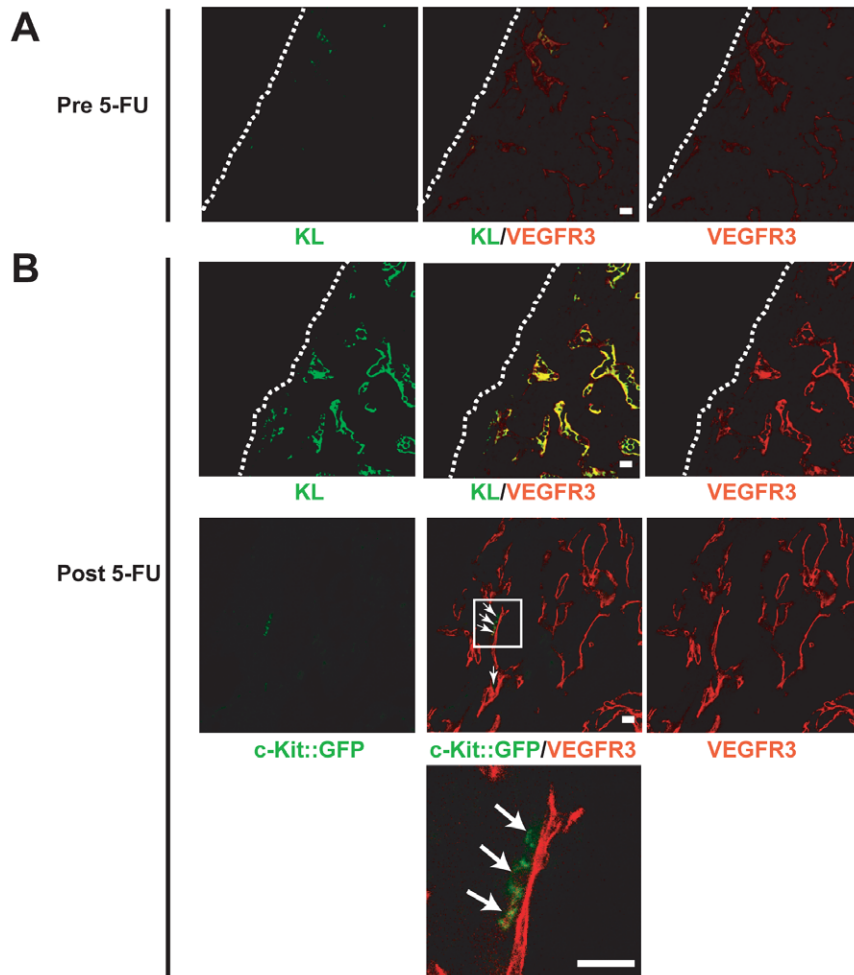 A
Pre 5-FU
KL
KL/VEGFR3
VEGFR3
B
KL
KL/VEGFR3
VEGFR3
Post 5-FU
c-Kit::GFP
c-Kit::GFP/VEGFR3
VEGFR3